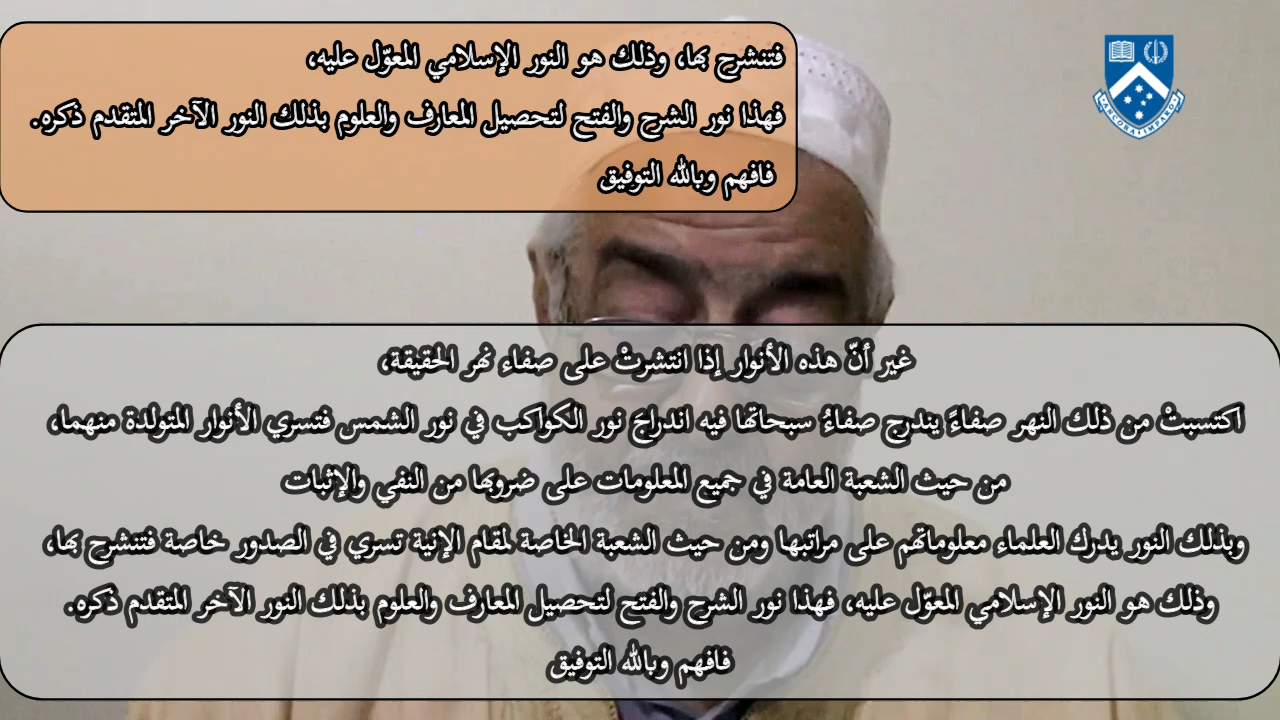 فتنشرح بها، وذلك هو النور الإسلامي المعوّل عليه،
فهذا نور الشرح والفتح لتحصيل المعارف والعلوم بذلك النور الآخر المتقدم ذكره.
فافهم وبالله التوفيق
غير أنّ هذه الأنوار إذا انتشرتْ على صفاء نهر الحقيقة،
اكتسبتْ من ذلك النهر صفاءً يندرج صفاءُ سبحاتها فيه اندراجَ نور الكواكب في نور الشمس فتسري الأنوار المتولدة منهما،
من حيث الشعبة العامة في جميع المعلومات على ضروبها من النفي والإثبات
وبذلك النور يدرك العلماء معلوماتهم على مراتبها ومن حيث الشعبة الخاصة لمقام الإنية تسري في الصدور خاصة فتنشرح بها،
وذلك هو النور الإسلامي المعوّل عليه، فهذا نور الشرح والفتح لتحصيل المعارف والعلوم بذلك النور الآخر المتقدم ذكره.
فافهم وبالله التوفيق